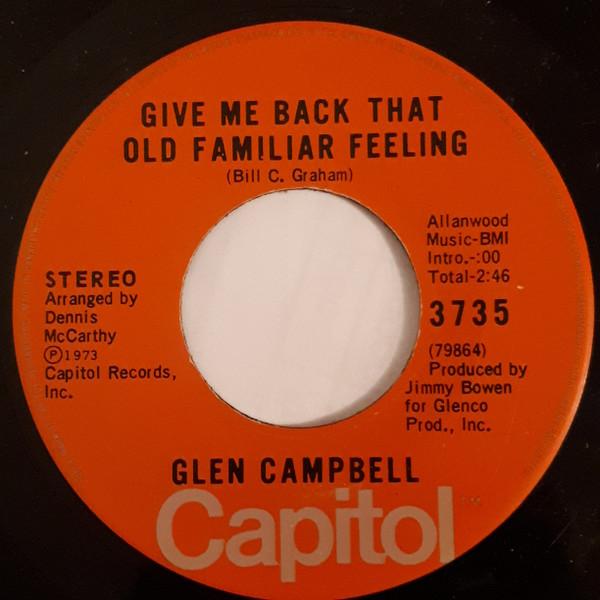 GIVE ME BACK THAT
OLD FAMILIAR FEELING
(Bill C. Graham)
Allanwood
Music-BMI
Intro.-:00
Total-2:46
3735
(79864)
Produced by
Jimmy Bowen
for Glenco
Prod., Inc.
STEREO
Arranged by
Dennis
McCarthy
Ⓟ1973
Capitol Records,
Inc.
GLEN CAMPBELL
Capitol